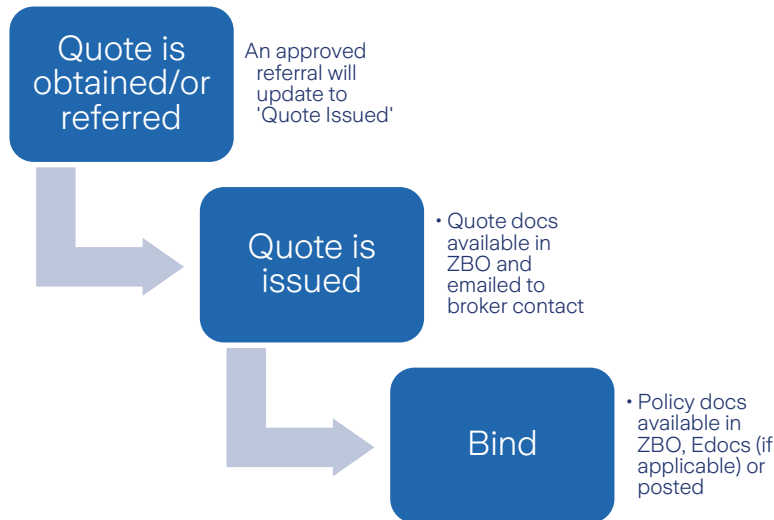 Quote is
obtained/or
referred
An approved
referral will
update to
'Quote Issued'
Quote is
issued
• Quote docs
available in
ZBO and
emailed to
broker contact
Bind
• Policy docs
available in
ZBO, Edocs (if
applicable) or
posted